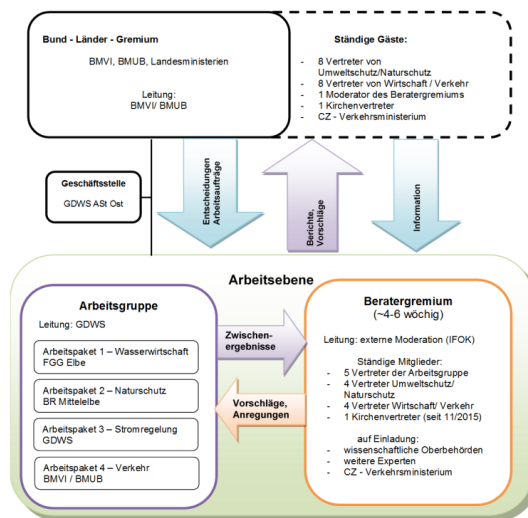 Bund - Länder - Gremium
BMVI, BMUB, Landesministerien
Leitung:
BMVI/ BMUB
Ständige Gäste:
- 8 Vertreter von
Umweltschutz/Naturschutz
- 8 Vertreter von Wirtschaft / Verkehr
- 1 Moderator des Beratergremiums
- 1 Kirchenvertreter
- CZ - Verkehrsministerium
Geschäftsstelle
GDWS ASt Ost
Entscheidungen
Arbeitsaufträge
Berichte,
Vorschläge
Information
Arbeitsebene
Arbeitsgruppe
Leitung: GDWS
Arbeitspaket 1 – Wasserwirtschaft
FGG Elbe
Arbeitspaket 2 – Naturschutz
BR Mittelelbe
Arbeitspaket 3 – Stromregelung
GDWS
Arbeitspaket 4 – Verkehr
BMVI / BMUB
Zwischen-
ergebnisse
Vorschläge,
Anregungen
Beratergremium
(~4-6 wöchig)
Leitung: externe Moderation (IFOK)
Ständige Mitglieder:
- 5 Vertreter der Arbeitsgruppe
- 4 Vertreter Umweltschutz/
Naturschutz
- 4 Vertreter Wirtschaft/ Verkehr
- 1 Kirchenvertreter (seit 11/2015)
auf Einladung:
- wissenschaftliche Oberbehörden
- weitere Experten
- CZ - Verkehrsministerium